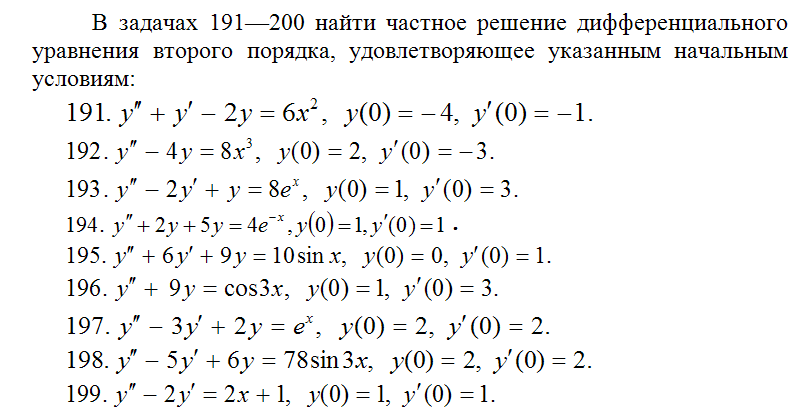 В задачах 191—200 найти частное решение дифференциального
уравнения второго порядка, удовлетворяющее указанным начальным
условиям:
191. y″ + y′ − 2y = 6x², y(0) = − 4, y′(0) = −1.
192. y″ − 4y = 8x³, y(0) = 2, y′(0) = −3.
193. y″ − 2y′ + y = 8eˣ, y(0) = 1, y′(0) = 3.
194. y″ + 2y + 5y = 4e⁻ˣ, y(0) = 1, y′(0) = 1 .
195. y″ + 6y′ + 9y = 10sin x, y(0) = 0, y′(0) = 1.
196. y″ + 9y = cos3x, y(0) = 1, y′(0) = 3.
197. y″ − 3y′ + 2y = eˣ, y(0) = 2, y′(0) = 2.
198. y″ − 5y′ + 6y = 78sin3x, y(0) = 2, y′(0) = 2.
199. y″ − 2y′ = 2x + 1, y(0) = 1, y′(0) = 1.